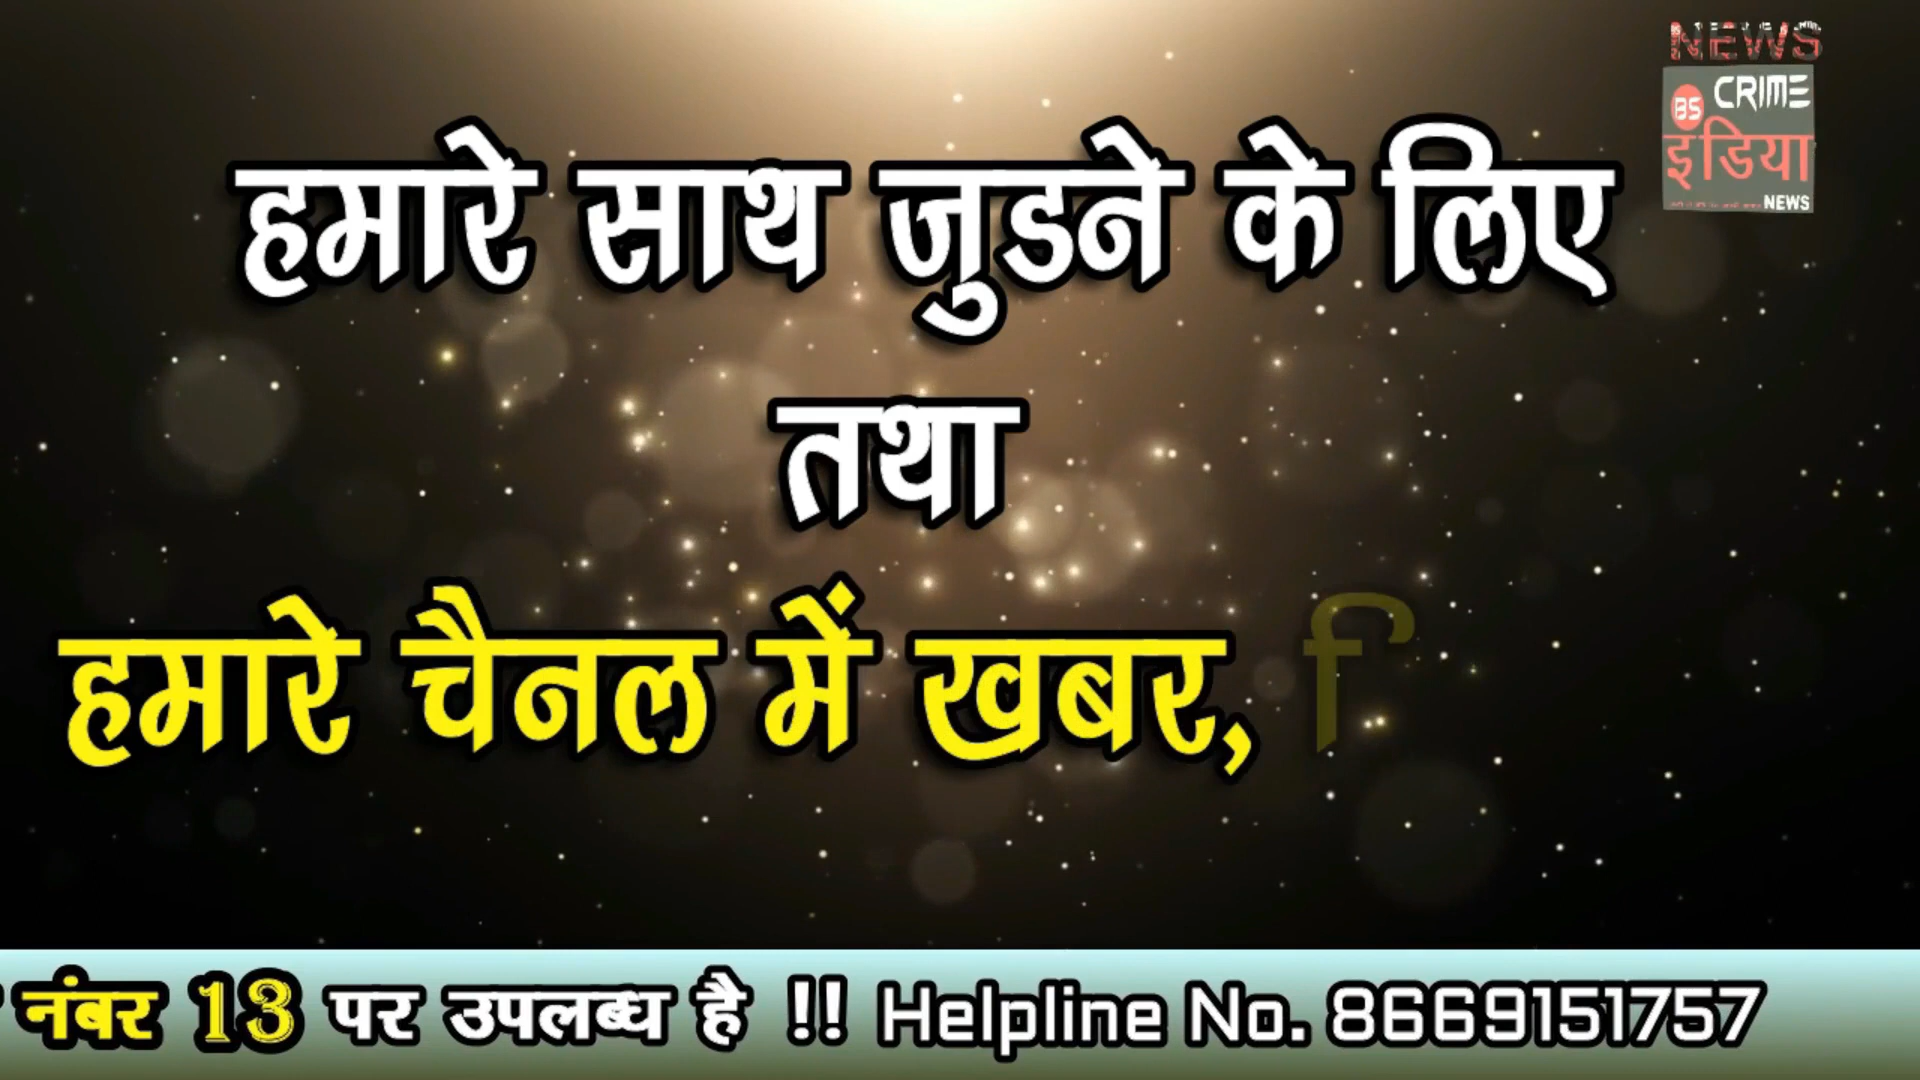 NEWS
BS CRIME
इंडिया
NEWS
हमारे साथ जुडने के लिए
तथा
हमारे चैनल में खबर,
नंबर 13 पर उपलब्ध है !! Helpline No. 8669151757